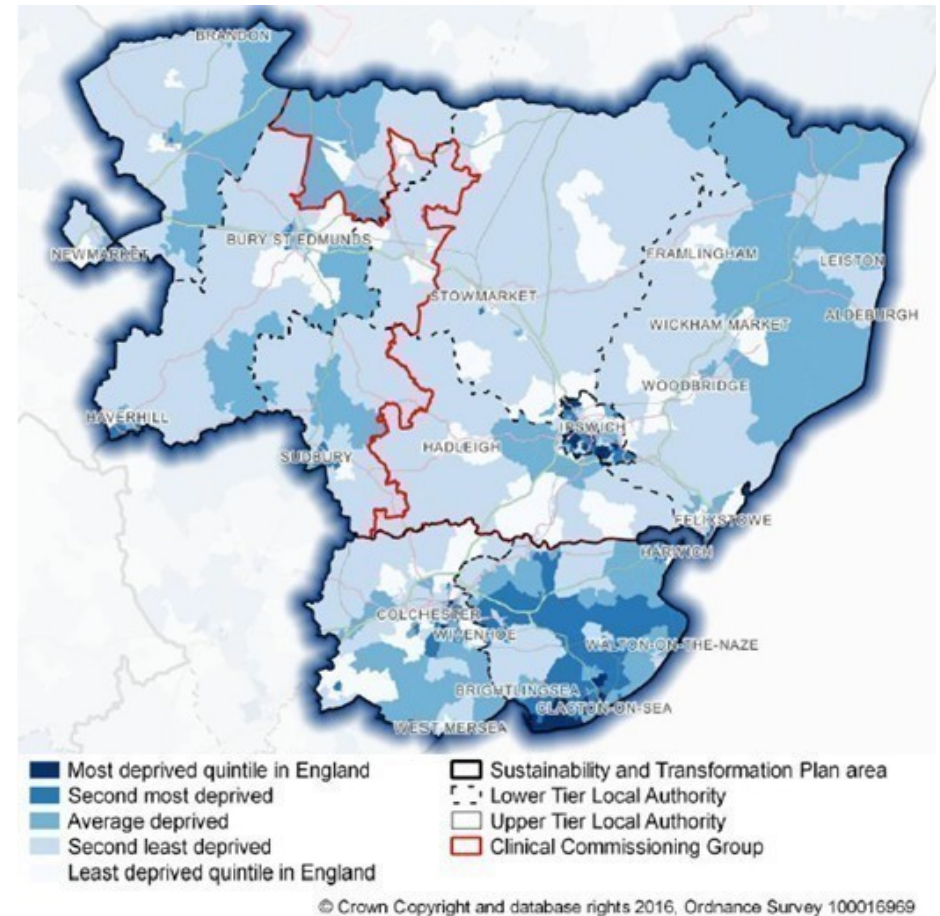 BRANDON
NEWMARKET
BURY ST EDMUNDS
STOWMARKET
FRAMLINGHAM
LEISTON
WICKHAM MARKET
ALDEBURGH
WOODBRIDGE
HAVERHILL
SUDBURY
HADLEIGH
IPSWICH
FELIXSTOWE
HARWICH
COLCHESTER
WIVENHOE
WALTON-ON-THE-NAZE
BRIGHTLINGSEA
CLACTON-ON-SEA
WEST MERSEA
Most deprived quintile in England
Second most deprived
Average deprived
Second least deprived
Least deprived quintile in England
Sustainability and Transformation Plan area
Lower Tier Local Authority
Upper Tier Local Authority
Clinical Commissioning Group
© Crown Copyright and database rights 2016, Ordnance Survey 100016969